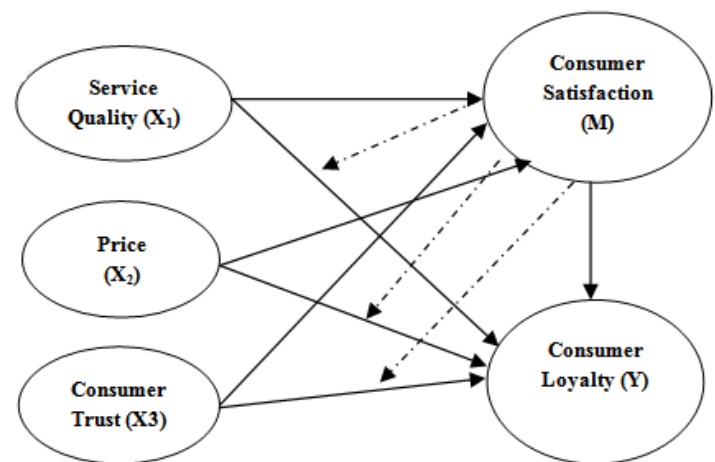 Service
Quality (X₁)
Consumer
Satisfaction
(M)
Price
(X₂)
Consumer
Trust (X3)
Consumer
Loyalty (Y)